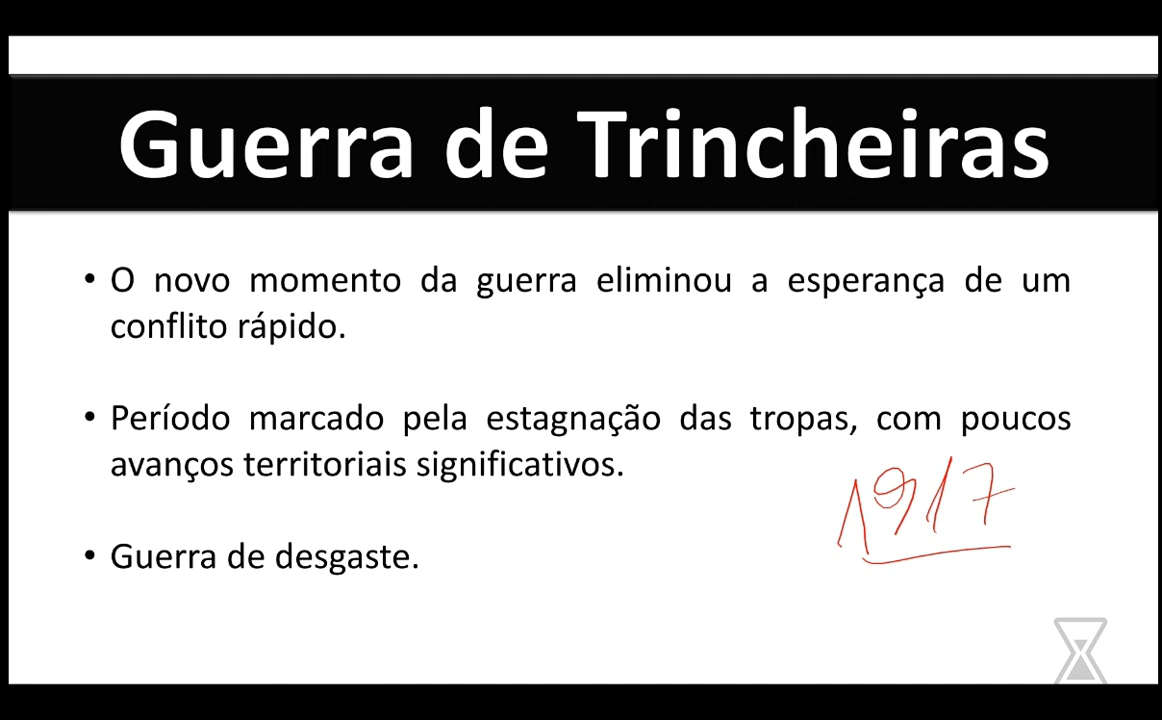 Guerra de Trincheiras
• O novo momento da guerra eliminou a esperança de um
conflito rápido.
• Período marcado pela estagnação das tropas, com poucos
avanços territoriais significativos.
1917
• Guerra de desgaste.